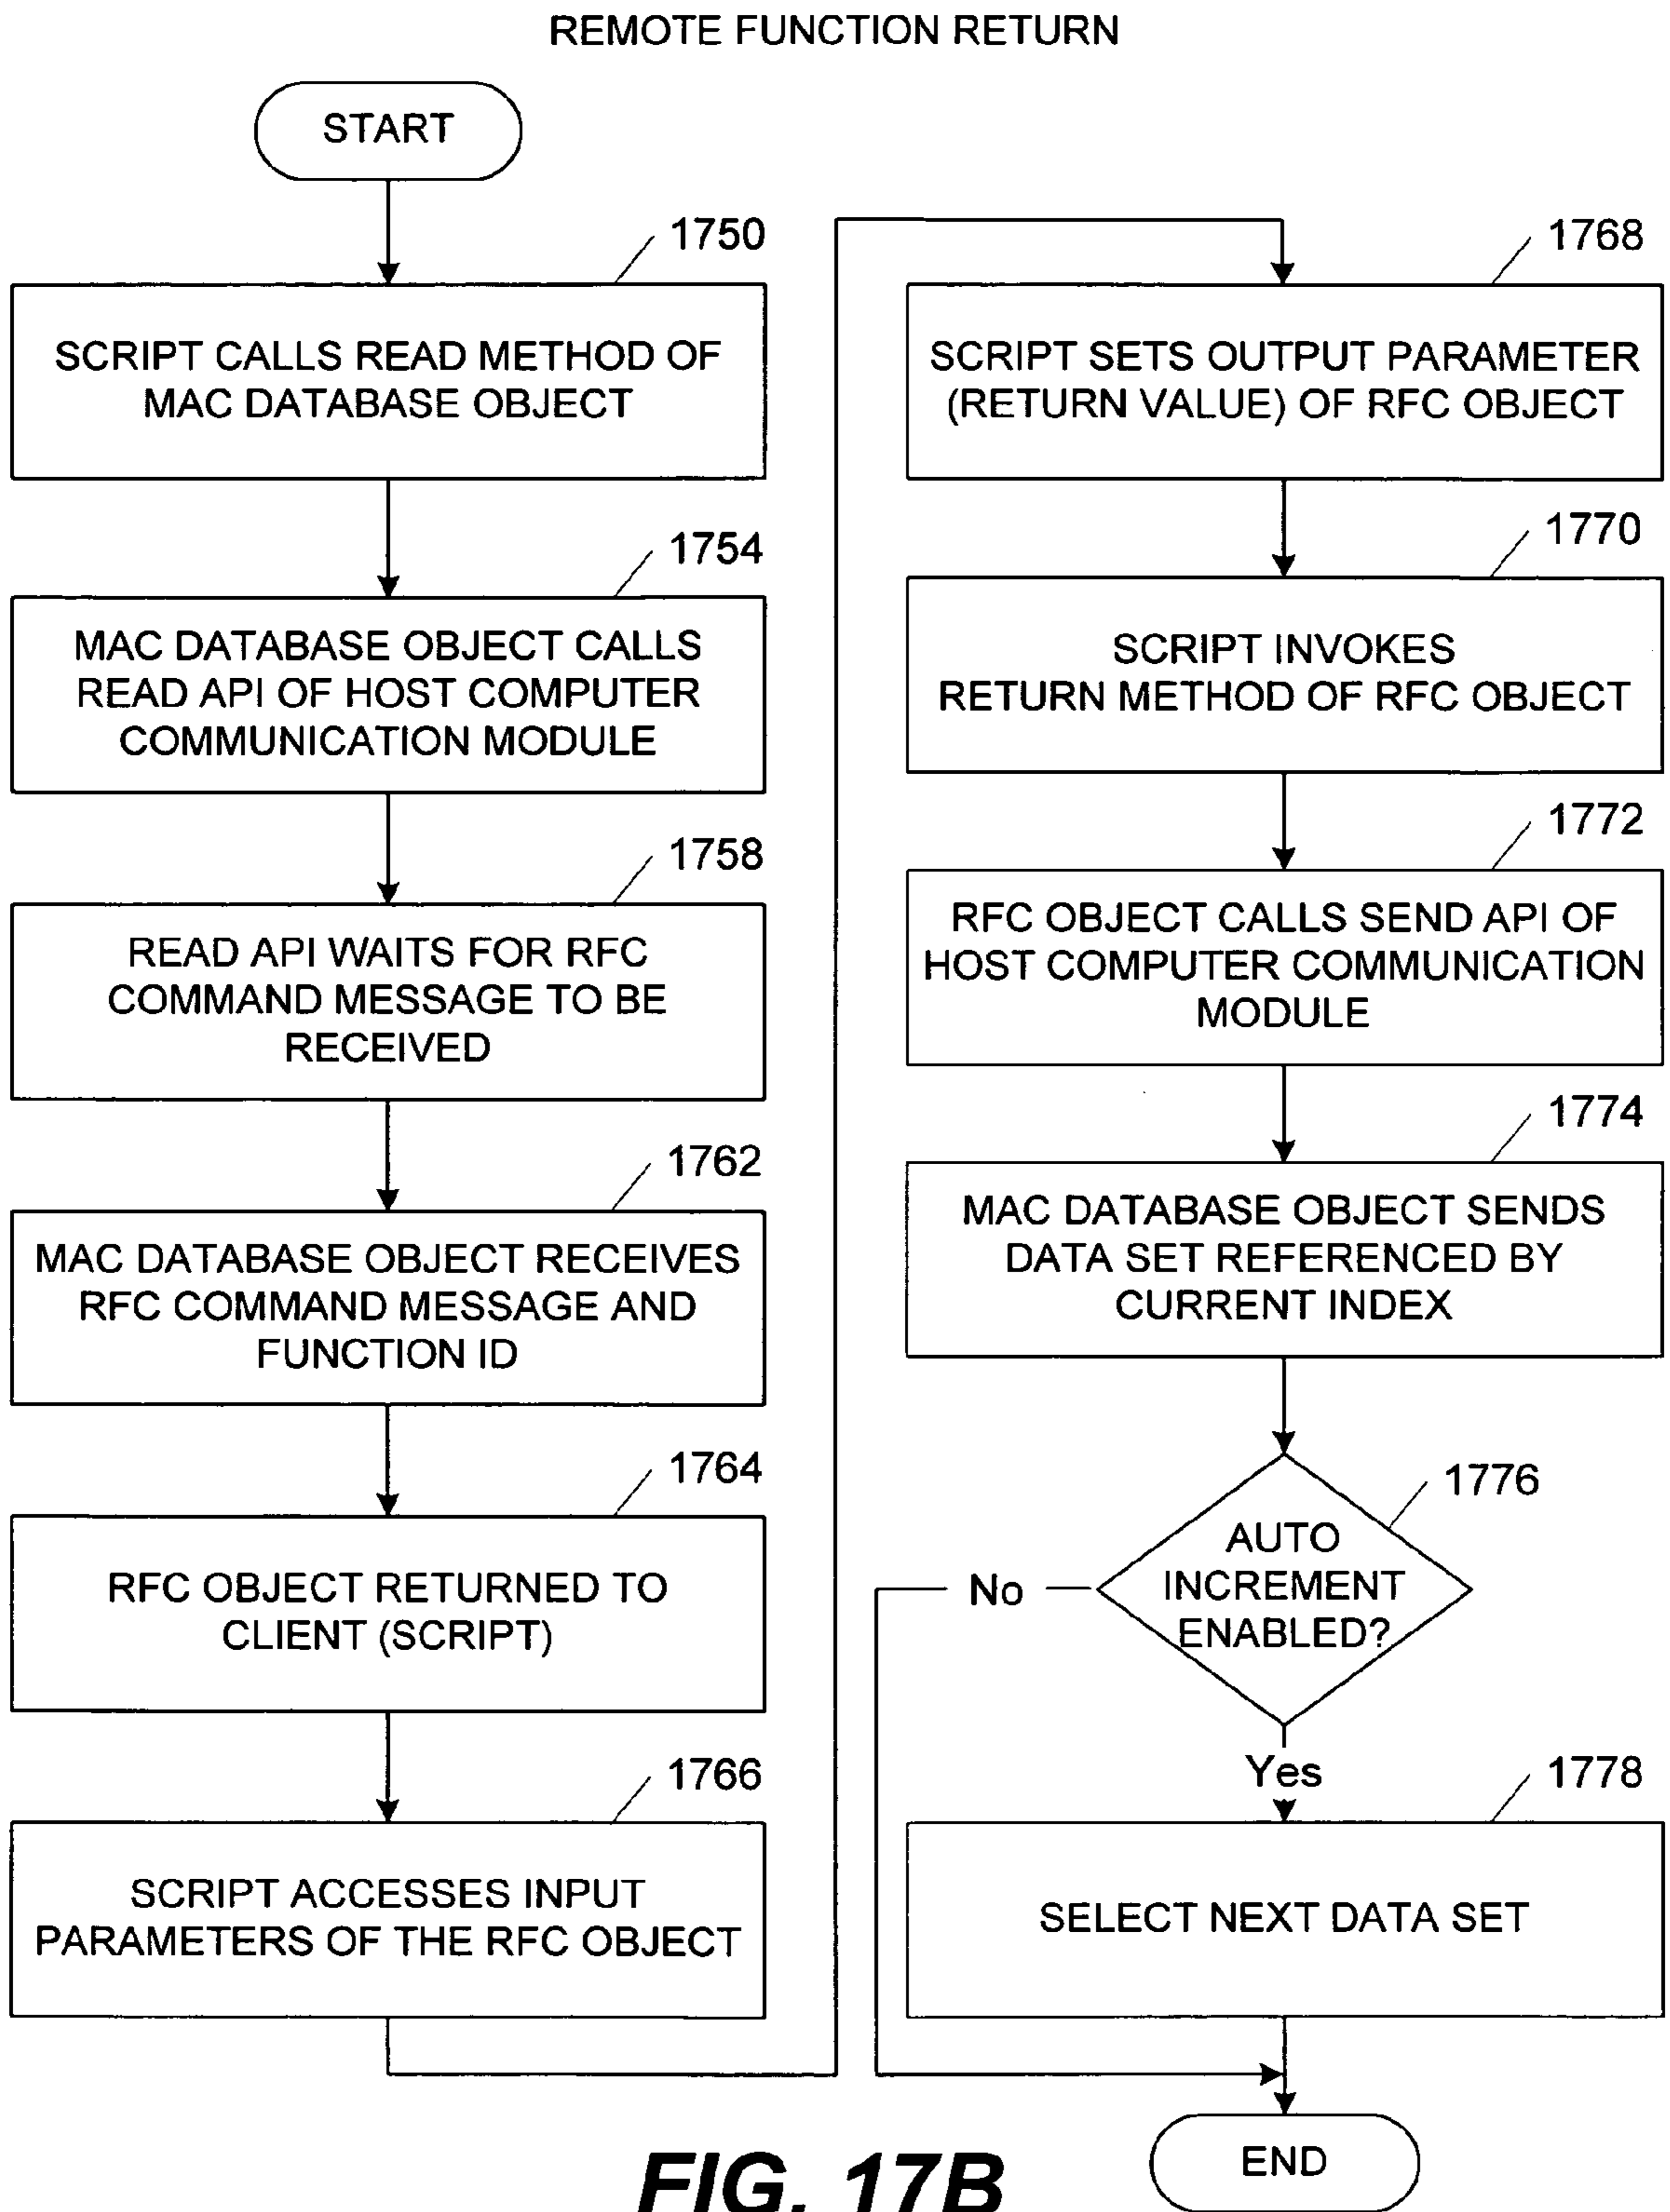 REMOTE FUNCTION RETURN
START
1750
SCRIPT CALLS READ METHOD OF
MAC DATABASE OBJECT
1754
MAC DATABASE OBJECT CALLS
READ API OF HOST COMPUTER
COMMUNICATION MODULE
1758
READ API WAITS FOR RFC
COMMAND MESSAGE TO BE
RECEIVED
1762
MAC DATABASE OBJECT RECEIVES
RFC COMMAND MESSAGE AND
FUNCTION ID
1764
RFC OBJECT RETURNED TO
CLIENT (SCRIPT)
1766
SCRIPT ACCESSES INPUT
PARAMETERS OF THE RFC OBJECT
1768
SCRIPT SETS OUTPUT PARAMETER
(RETURN VALUE) OF RFC OBJECT
1770
SCRIPT INVOKES
RETURN METHOD OF RFC OBJECT
1772
RFC OBJECT CALLS SEND API OF
HOST COMPUTER COMMUNICATION
MODULE
1774
MAC DATABASE OBJECT SENDS
DATA SET REFERENCED BY
CURRENT INDEX
1776
AUTO
INCREMENT
ENABLED?
No
Yes
1778
SELECT NEXT DATA SET
END
FIG. 17B